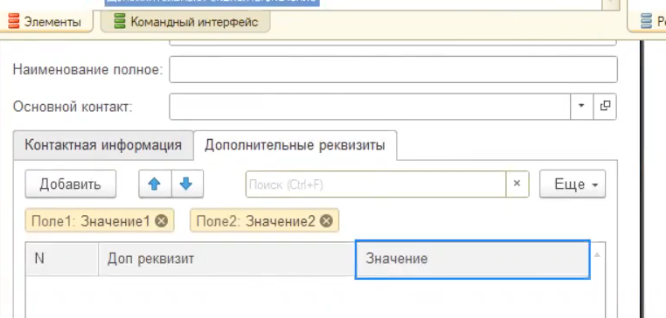 Элементы
Командный интерфейс
Наименование полное:
Основной контакт:
Контактная информация
Дополнительные реквизиты
Добавить
Поиск (Ctrl+F)
×
Еще
Поле1: Значение1
Поле2: Значение2
N
Доп реквизит
Значение